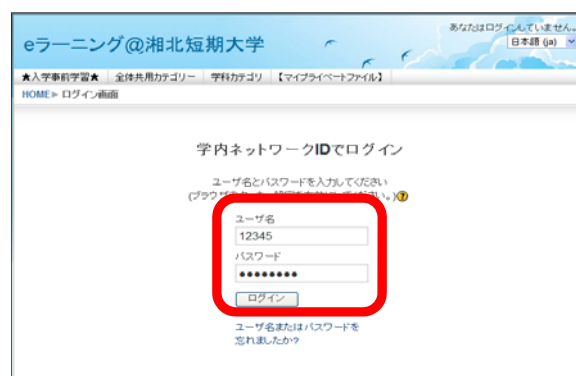 あなたはログインしていません。
eラーニング@湘北短期大学
日本語 (ja)
★入学事前学習★ 全体共用カテゴリー 学科カテゴリ 【マイプライベートファイル】
HOME ► ログイン画面
学内ネットワークIDでログイン
ユーザ名とパスワードを入力してください
ユーザ名
12345
パスワード
●●●●●●●●
ログイン
ユーザ名またはパスワードを
忘れましたか?